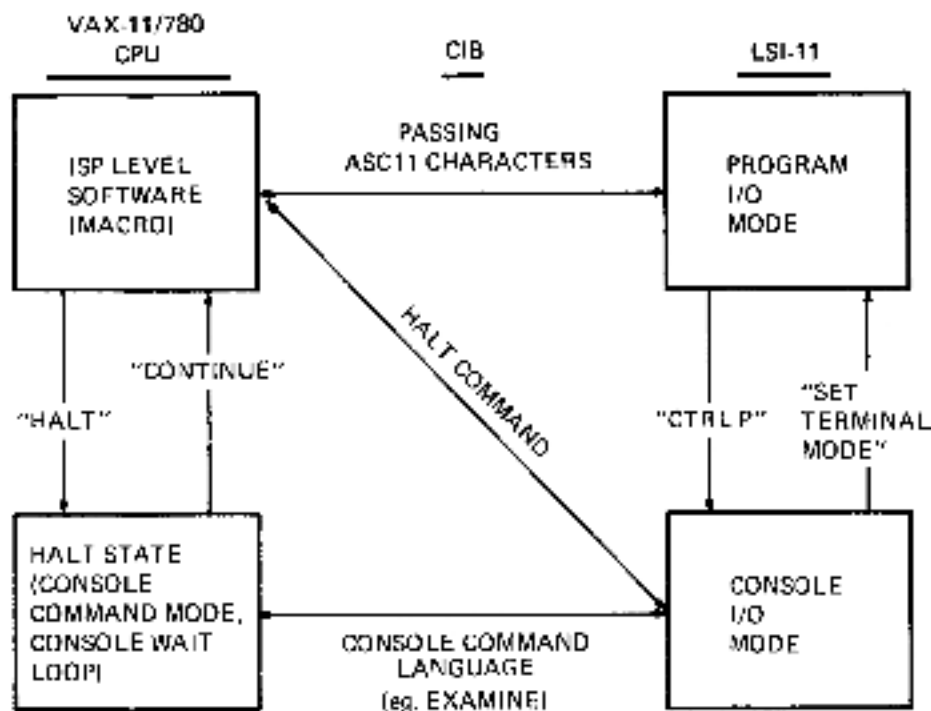 VAX-11/780
CPU
CIB
LSI-11
ISP LEVEL
SOFTWARE
(MACRO)
PASSING
ASC11 CHARACTERS
PROGRAM
I/O
MODE
HALT COMMAND
"CONTINUE"
"HALT"
"CTRL P"
"SET
TERMINAL
MODE"
HALT STATE
(CONSOLE
COMMAND MODE,
CONSOLE WAIT
LOOP)
CONSOLE COMMAND
LANGUAGE
(eg. EXAMINE)
CONSOLE
I/O
MODE